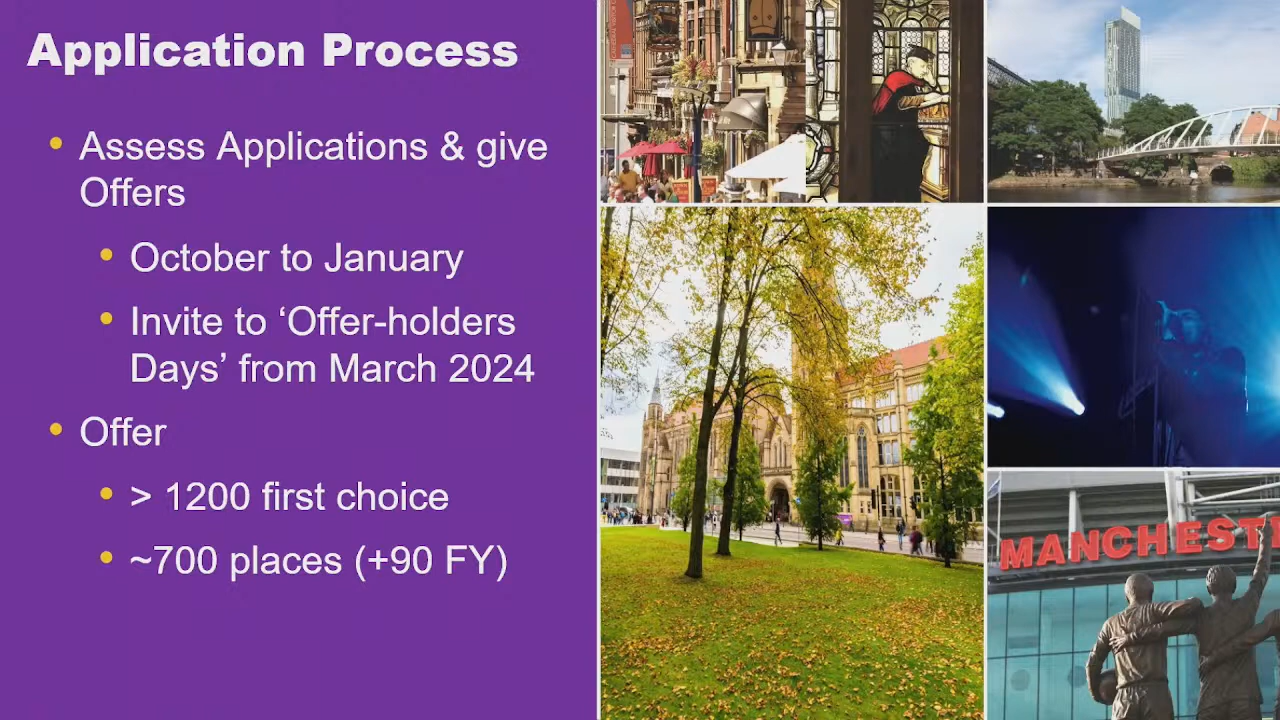 Application Process
• Assess Applications & give
Offers
• October to January
• Invite to ‘Offer-holders
Days’ from March 2024
• Offer
• > 1200 first choice
• ~700 places (+90 FY)
MANCHEST